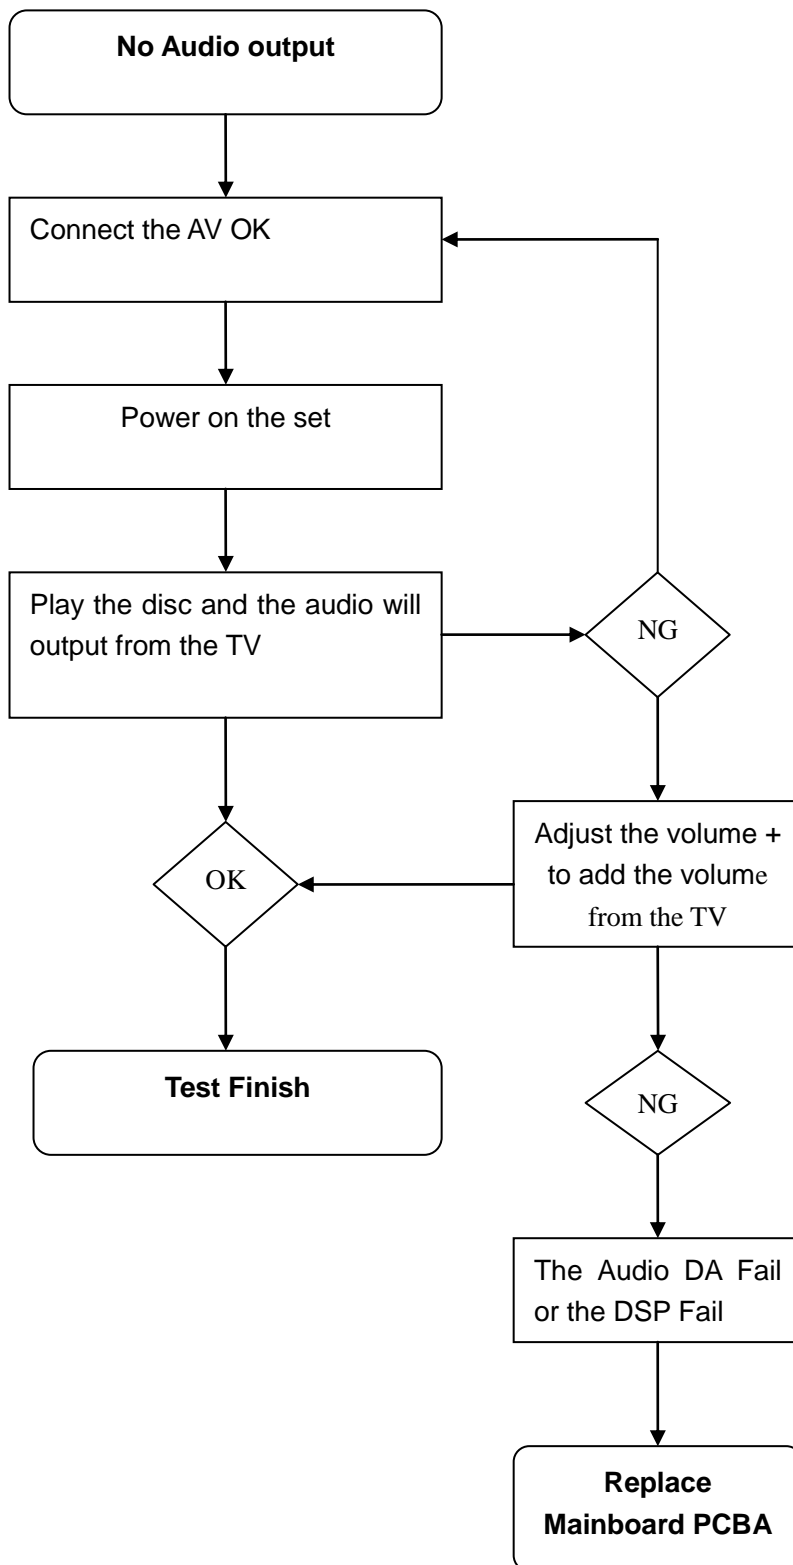 No Audio output
Connect the AV OK
Power on the set
Play the disc and the audio will
output from the TV
NG
Adjust the volume +
to add the volume
from the TV
OK
Test Finish
NG
The Audio DA Fail
or the DSP Fail
Replace
Mainboard PCBA